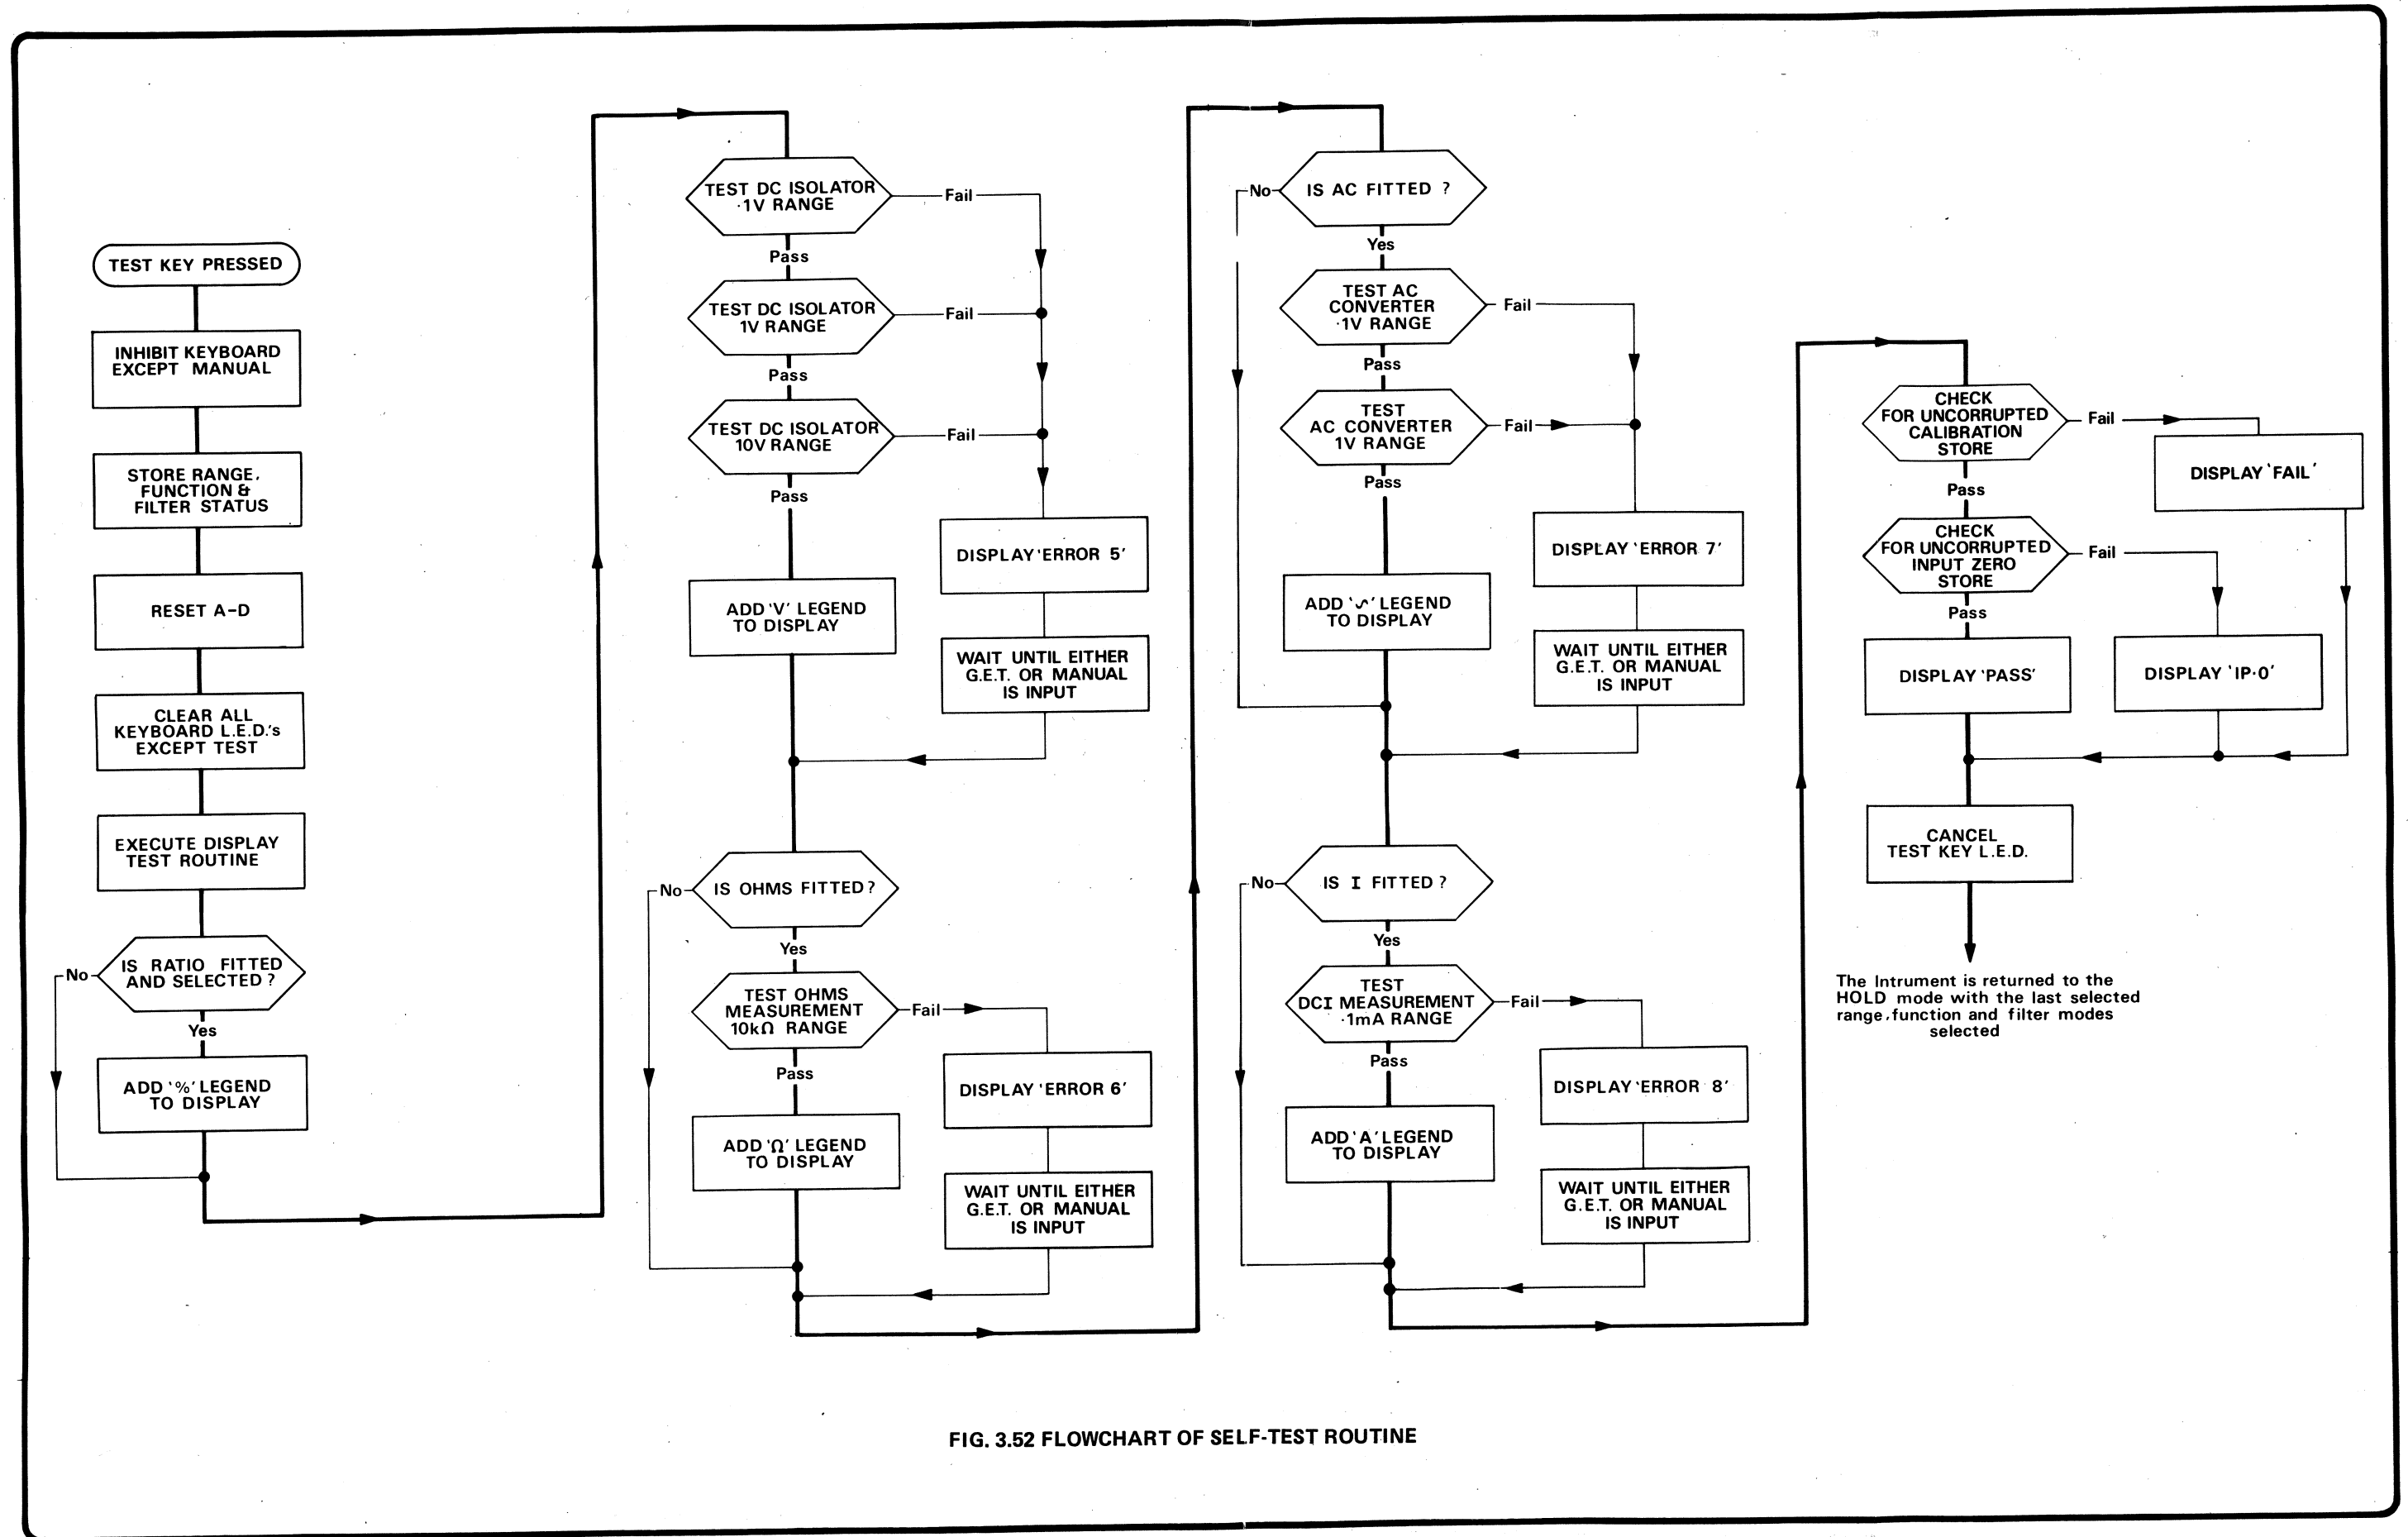 TEST KEY PRESSED
INHIBIT KEYBOARD
EXCEPT MANUAL
STORE RANGE,
FUNCTION &
FILTER STATUS
RESET A-D
CLEAR ALL
KEYBOARD L.E.D.'s
EXCEPT TEST
EXECUTE DISPLAY
TEST ROUTINE
IS RATIO FITTED
AND SELECTED ?
No
Yes
ADD '%' LEGEND
TO DISPLAY
TEST DC ISOLATOR
·1V RANGE
Fail
Pass
TEST DC ISOLATOR
1V RANGE
Fail
Pass
TEST DC ISOLATOR
10V RANGE
Fail
Pass
DISPLAY 'ERROR 5'
ADD 'V' LEGEND
TO DISPLAY
WAIT UNTIL EITHER
G.E.T. OR MANUAL
IS INPUT
No
IS OHMS FITTED ?
Yes
TEST OHMS
MEASUREMENT
10kΩ RANGE
Fail
Pass
DISPLAY 'ERROR 6'
ADD 'Ω' LEGEND
TO DISPLAY
WAIT UNTIL EITHER
G.E.T. OR MANUAL
IS INPUT
No
IS AC FITTED ?
Yes
TEST AC
CONVERTER
·1V RANGE
Fail
Pass
TEST
AC CONVERTER
1V RANGE
Fail
Pass
DISPLAY 'ERROR 7'
ADD '∿' LEGEND
TO DISPLAY
WAIT UNTIL EITHER
G.E.T. OR MANUAL
IS INPUT
No
IS I FITTED ?
Yes
TEST
DCI MEASUREMENT
·1mA RANGE
Fail
Pass
DISPLAY 'ERROR 8'
ADD 'A' LEGEND
TO DISPLAY
WAIT UNTIL EITHER
G.E.T. OR MANUAL
IS INPUT
CHECK
FOR UNCORRUPTED
CALIBRATION
STORE
Fail
DISPLAY 'FAIL'
Pass
CHECK
FOR UNCORRUPTED
INPUT ZERO
STORE
Fail
Pass
DISPLAY 'PASS'
DISPLAY 'IP·0'
CANCEL
TEST KEY L.E.D.
The Intrument is returned to the
HOLD mode with the last selected
range, function and filter modes
selected
FIG. 3.52 FLOWCHART OF SELF-TEST ROUTINE